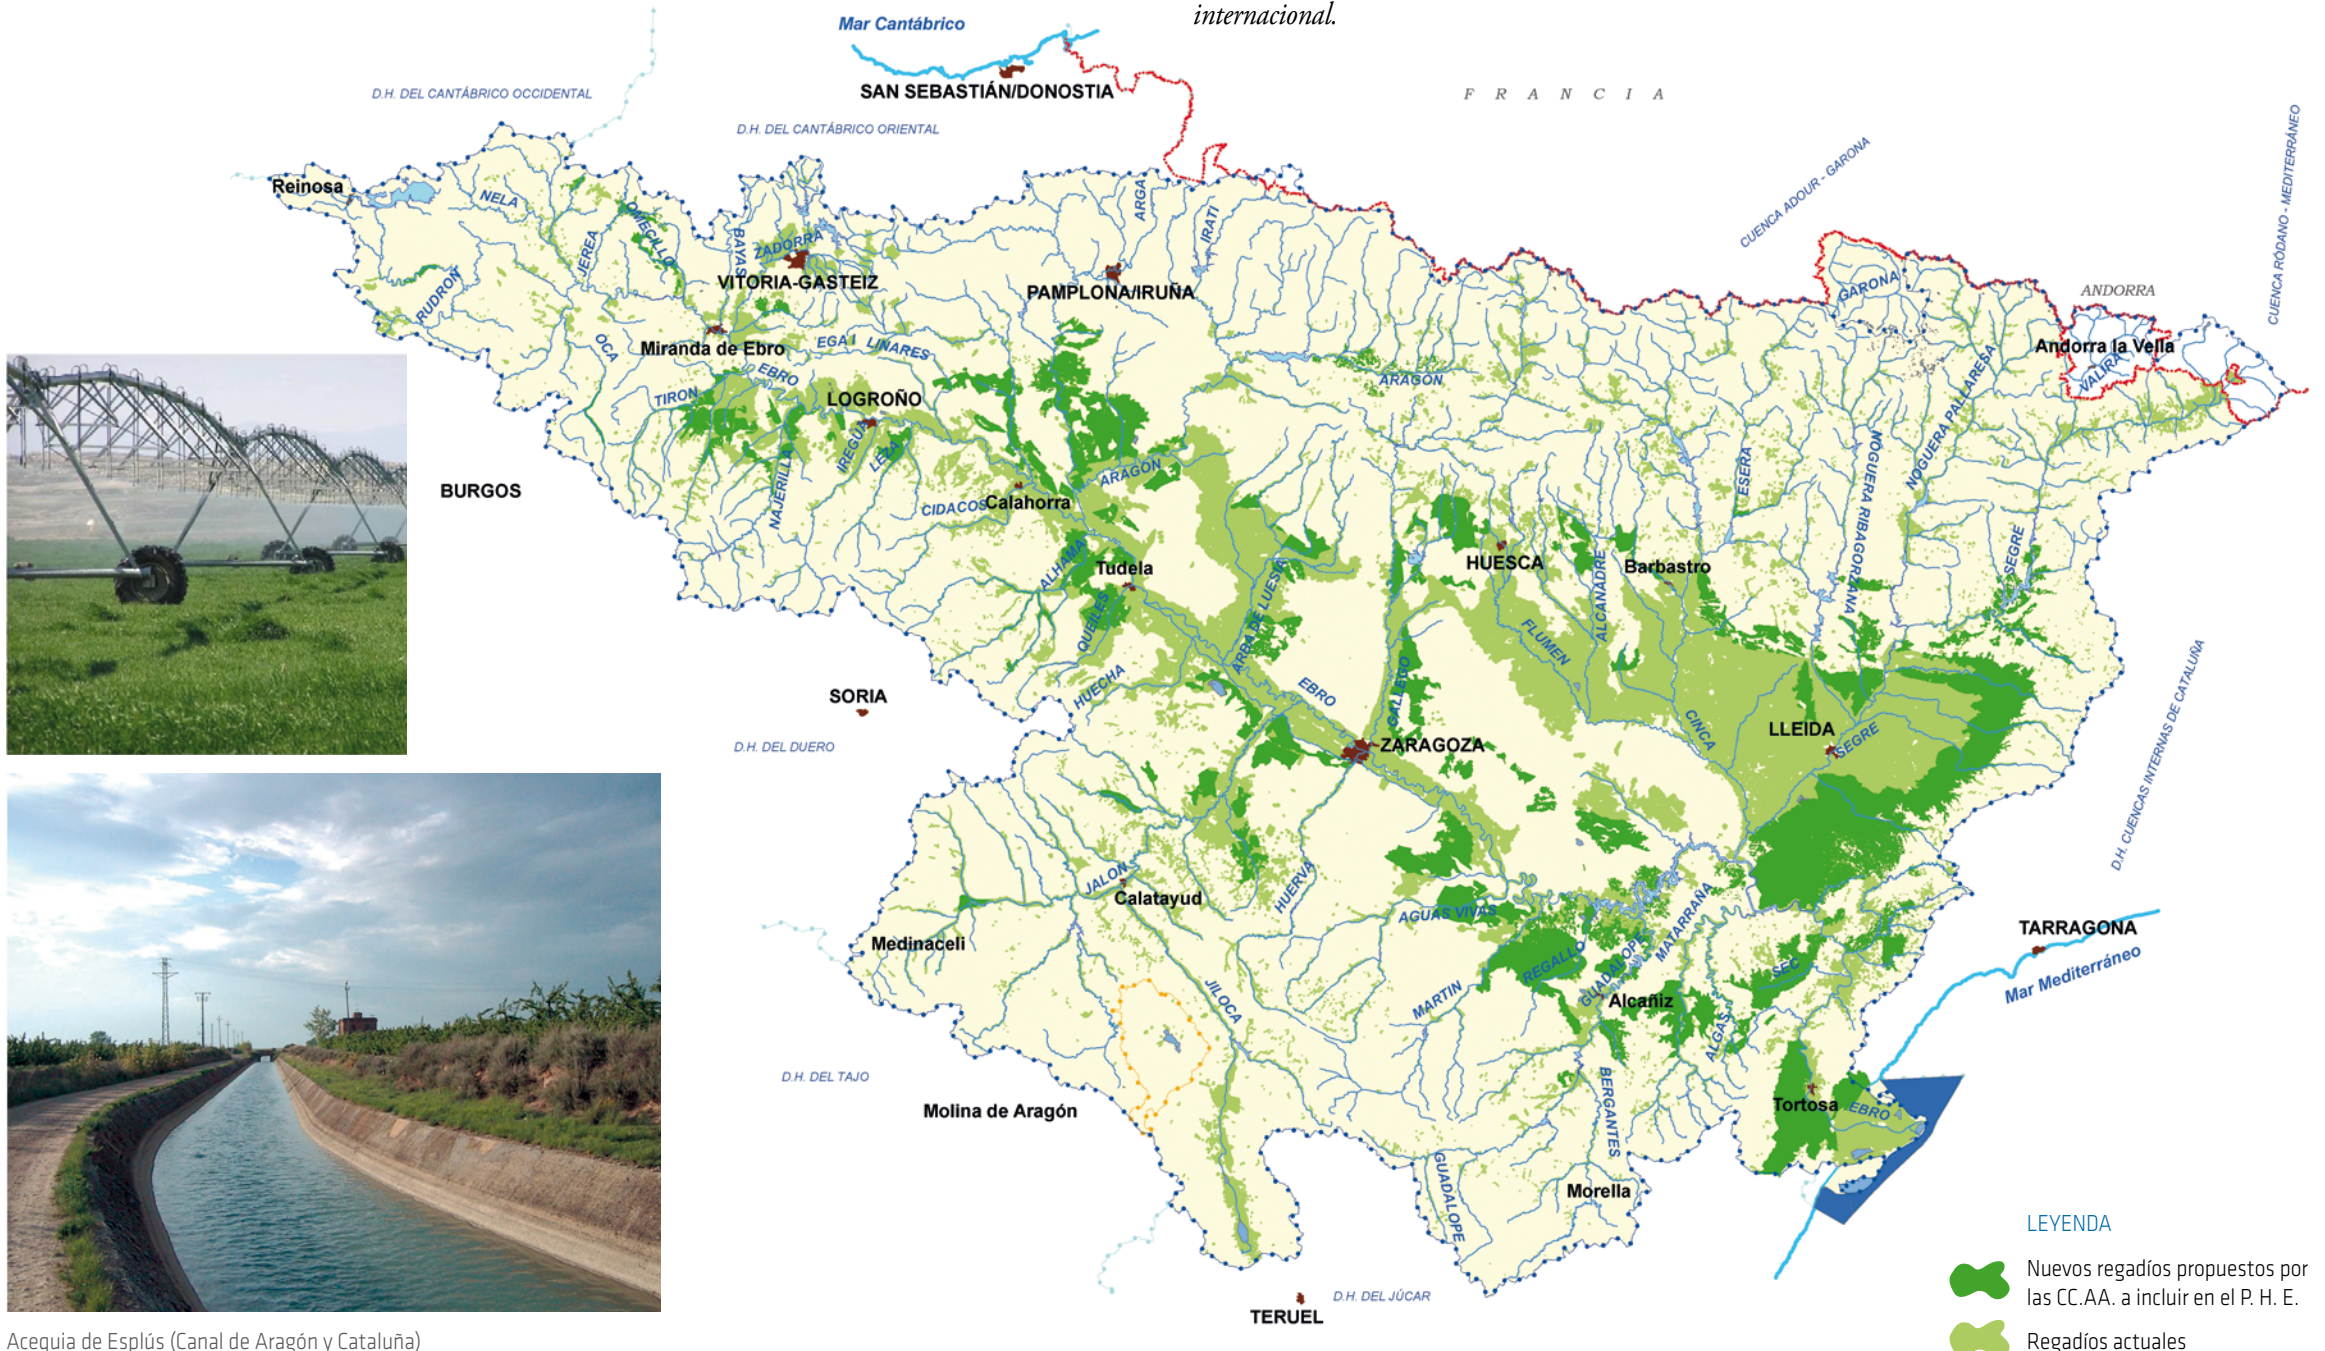 internacional.
Mar Cantábrico
SAN SEBASTIÁN/DONOSTIA
F R A N C I A
D.H. DEL CANTÁBRICO OCCIDENTAL
D.H. DEL CANTÁBRICO ORIENTAL
CUENCA ADOUR - GARONA
CUENCA RÓDANO - MEDITERRÁNEO
Reinosa
NELA
OMECILLO
JEREA
BAYAS
ZADORRA
ARGA
IRATI
RUDRÓN
VITORIA-GASTEIZ
PAMPLONA/IRUÑA
GARONA
ANDORRA
Andorra la Vella
VALIRA
OCA
Miranda de Ebro
EGA I
LINARES
EBRO
TIRON
LOGROÑO
ARAGÓN
NOGUERA PALLARESA
NOGUERA RIBAGORZANA
ESERA
IREGUA
LEZA
NAJERILLA
BURGOS
CIDACOS
Calahorra
ARAGÓN
ALHAMA
Tudela
QUEILES
HUESCA
ALCANADRE
Barbastro
SEGRE
ARBA DE LUESIA
FLUMEN
HUECHA
EBRO
GALLEGO
SORIA
CINCA
LLEIDA
SEGRE
D.H. DEL DUERO
ZARAGOZA
D.H. CUENCAS INTERNAS DE CATALUÑA
JALON
Calatayud
HUERVA
AGUAS VIVAS
MATARRAÑA
Medinaceli
TARRAGONA
Mar Mediterráneo
REGALLO
GUADALOPE
SEC
JILOCA
MARTIN
Alcañiz
ALGAS
D.H. DEL TAJO
Molina de Aragón
BERGANTES
Tortosa
EBRO
GUADALOPE
Morella
TERUEL
D.H. DEL JÚCAR
LEYENDA
Nuevos regadíos propuestos por
las CC.AA. a incluir en el P. H. E.
Regadíos actuales
Acequia de Esplús (Canal de Aragón y Cataluña)